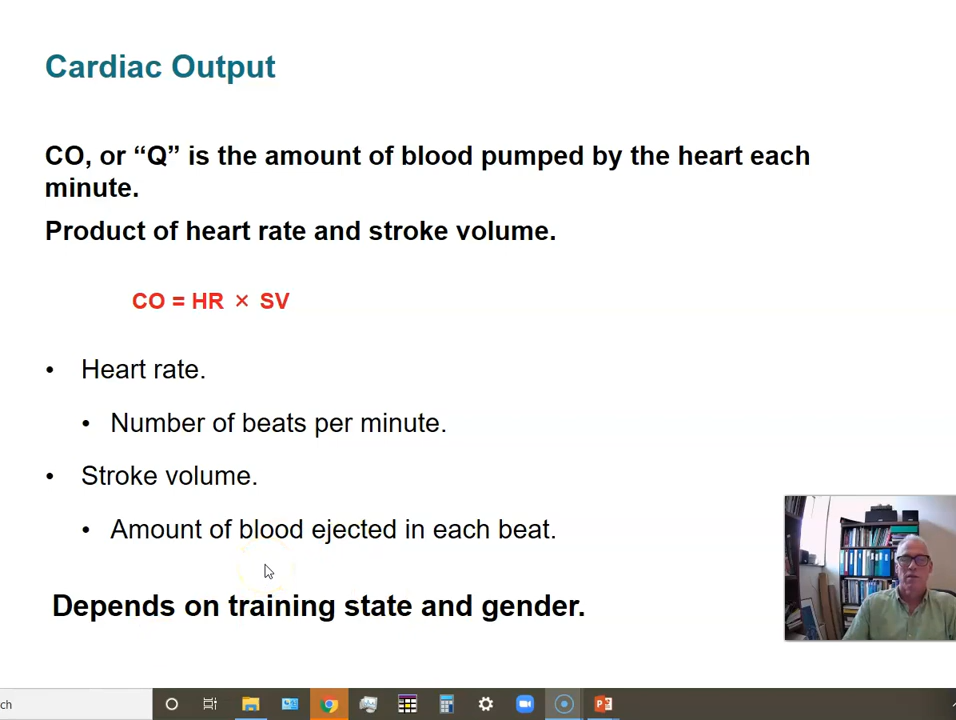 Cardiac Output
CO, or “Q” is the amount of blood pumped by the heart each
minute.
Product of heart rate and stroke volume.
CO = HR × SV
• Heart rate.
• Number of beats per minute.
• Stroke volume.
• Amount of blood ejected in each beat.
Depends on training state and gender.
ch